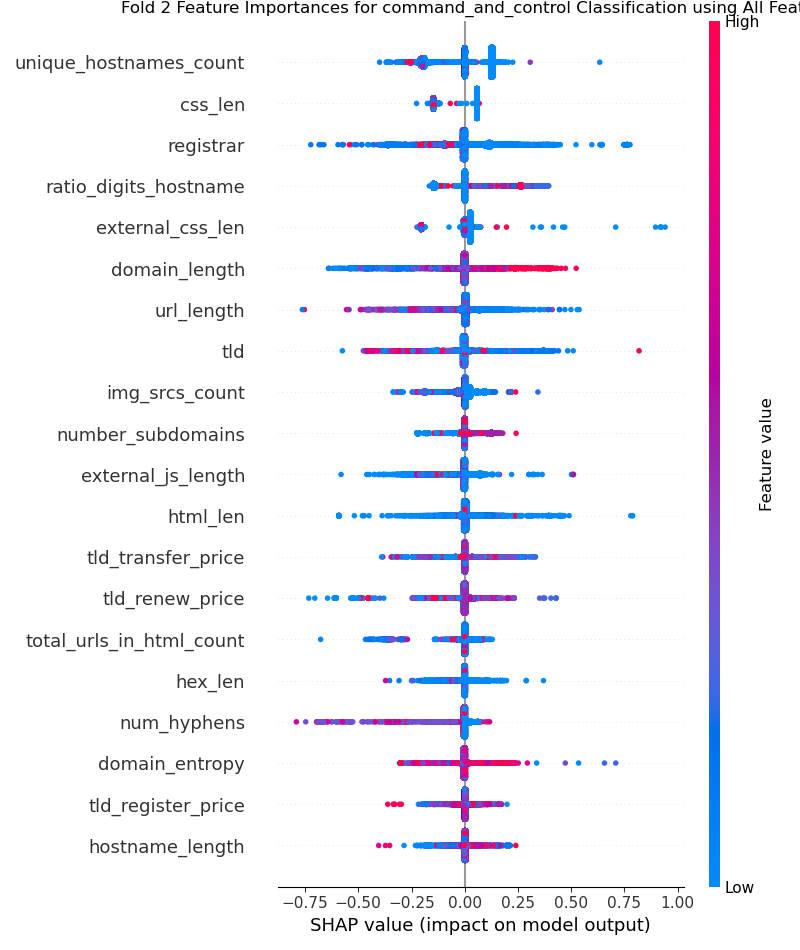 Fold 2 Feature Importances for command_and_control Classification using All Feat
High
unique_hostnames_count
css_len
registrar
ratio_digits_hostname
external_css_len
domain_length
url_length
tld
img_srcs_count
number_subdomains
external_js_length
html_len
tld_transfer_price
tld_renew_price
total_urls_in_html_count
hex_len
num_hyphens
domain_entropy
tld_register_price
hostname_length
Feature value
Low
−0.75 −0.50 −0.25 0.00 0.25 0.50 0.75 1.00
SHAP value (impact on model output)